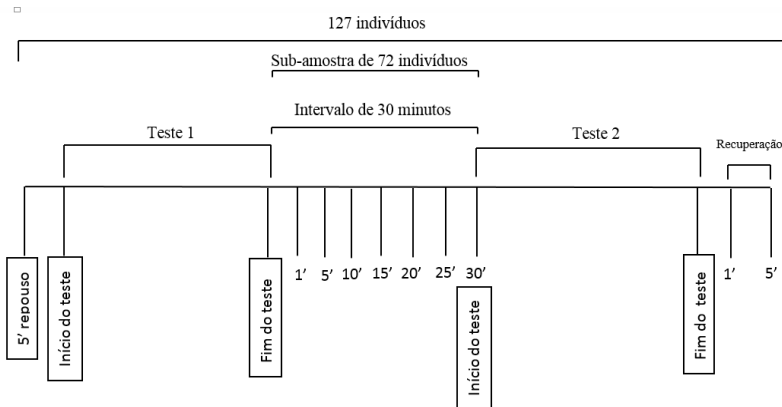 127 indivíduos
Sub-amostra de 72 indivíduos
Intervalo de 30 minutos
Teste 1
Teste 2
Recuperação
5’ repouso
Início do teste
Fim do teste
1’
5’
10’
15’
20’
25’
30’
Início do teste
Fim do teste
1’
5’